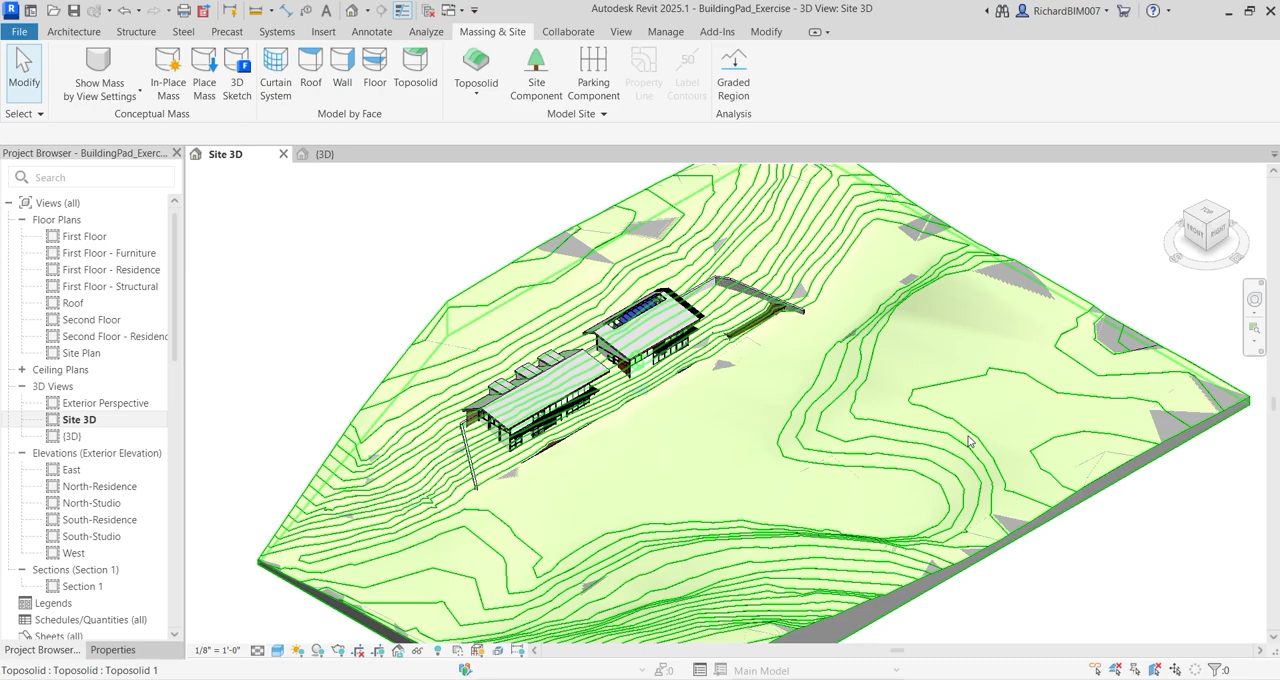 Autodesk Revit 2025.1 - BuildingPad_Exercise - 3D View: Site 3D
RichardBIM007
File
Architecture
Structure
Steel
Precast
Systems
Insert
Annotate
Analyze
Massing & Site
Collaborate
View
Manage
Add-Ins
Modify
Modify
Show Mass
by View Settings
In-Place
Mass
Place
Mass
3D
Sketch
Curtain
System
Roof
Wall
Floor
Toposolid
Toposolid
Site
Component
Parking
Component
Property
Line
Label
Contours
Graded
Region
Select
Conceptual Mass
Model by Face
Model Site
Analysis
Project Browser - BuildingPad_Exerc...
Site 3D
(3D)
Search
Views (all)
Floor Plans
First Floor
First Floor - Furniture
First Floor - Residence
First Floor - Structural
Roof
Second Floor
Second Floor - Residenc
Site Plan
Ceiling Plans
3D Views
Exterior Perspective
Site 3D
(3D)
Elevations (Exterior Elevation)
East
North-Residence
North-Studio
South-Residence
South-Studio
West
Sections (Section 1)
Section 1
Legends
Schedules/Quantities (all)
Sheets (all)
TOP
FRONT
RIGHT
Project Browser...
Properties
1/8" = 1'-0"
Toposolid : Toposolid : Toposolid 1
:0
Main Model
:0